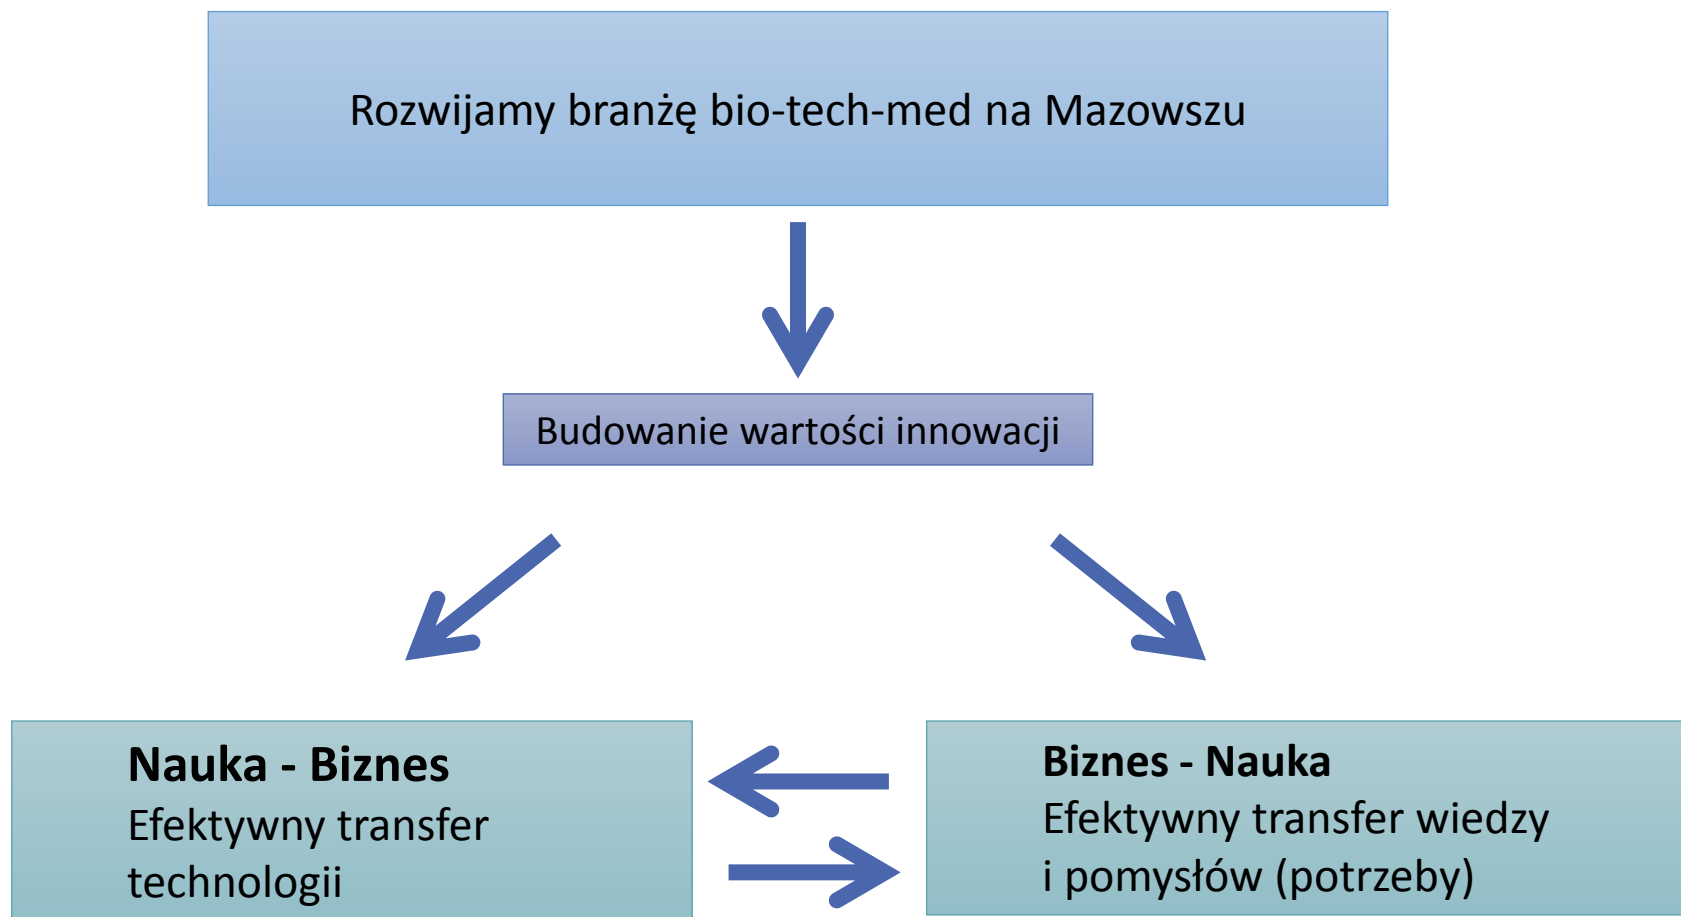 Rozwijamy branżę bio-tech-med na Mazowszu
Budowanie wartości innowacji
Nauka - Biznes
Efektywny transfer
technologii
Biznes - Nauka
Efektywny transfer wiedzy
i pomysłów (potrzeby)